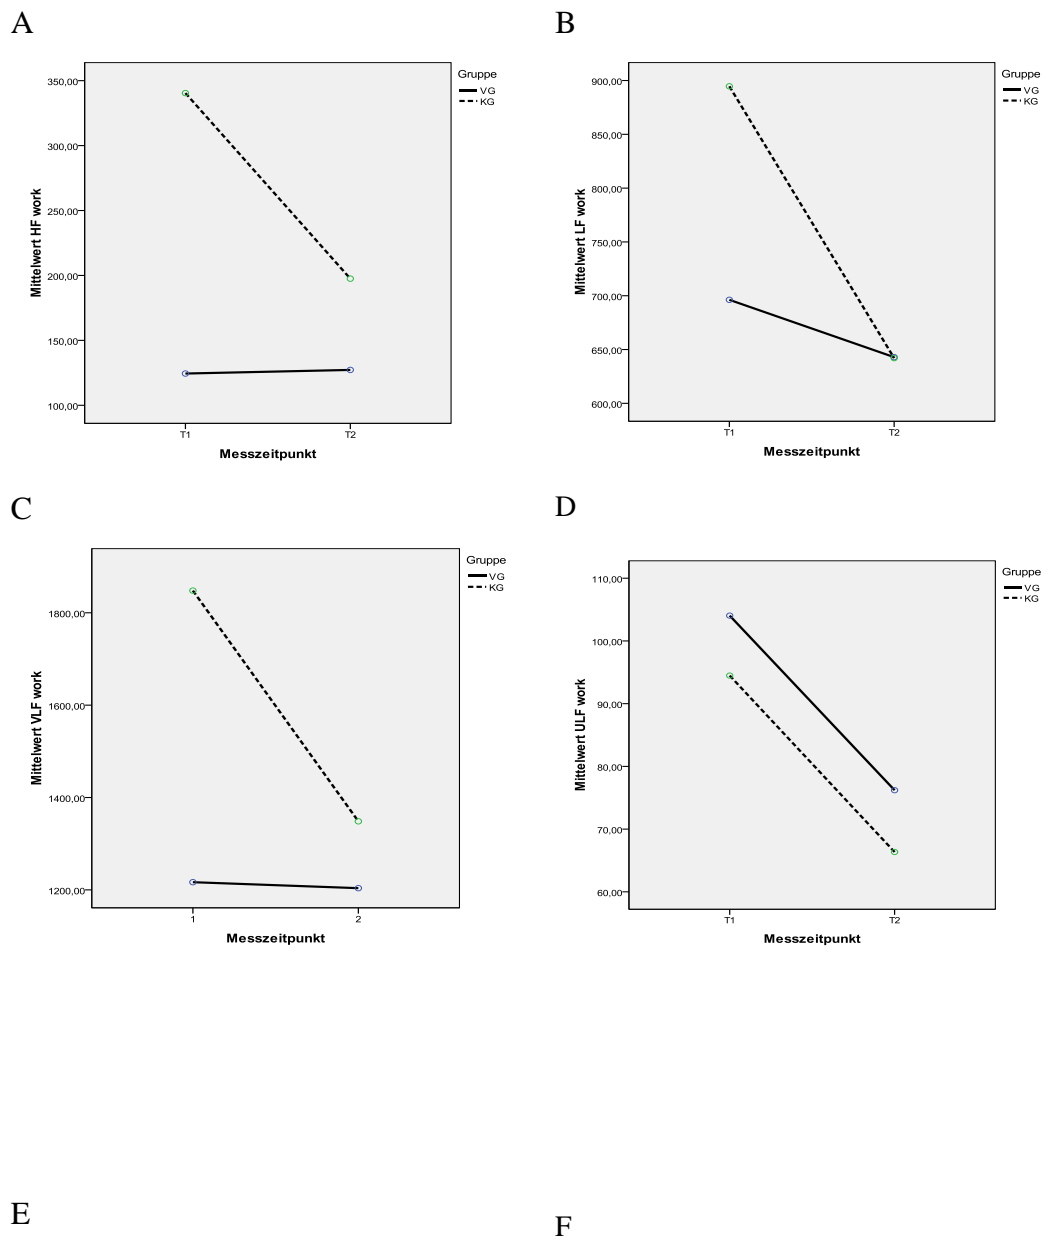 A
Gruppe
VG
KG
350,00
300,00
250,00
200,00
150,00
100,00
Mittelwert HF work
T1
T2
Messzeitpunkt
B
Gruppe
VG
KG
900,00
850,00
800,00
750,00
700,00
650,00
600,00
Mittelwert LF work
T1
T2
Messzeitpunkt
C
Gruppe
VG
KG
1800,00
1600,00
1400,00
1200,00
Mittelwert VLF work
1
2
Messzeitpunkt
D
Gruppe
VG
KG
110,00
100,00
90,00
80,00
70,00
60,00
Mittelwert ULF work
T1
T2
Messzeitpunkt
E
F